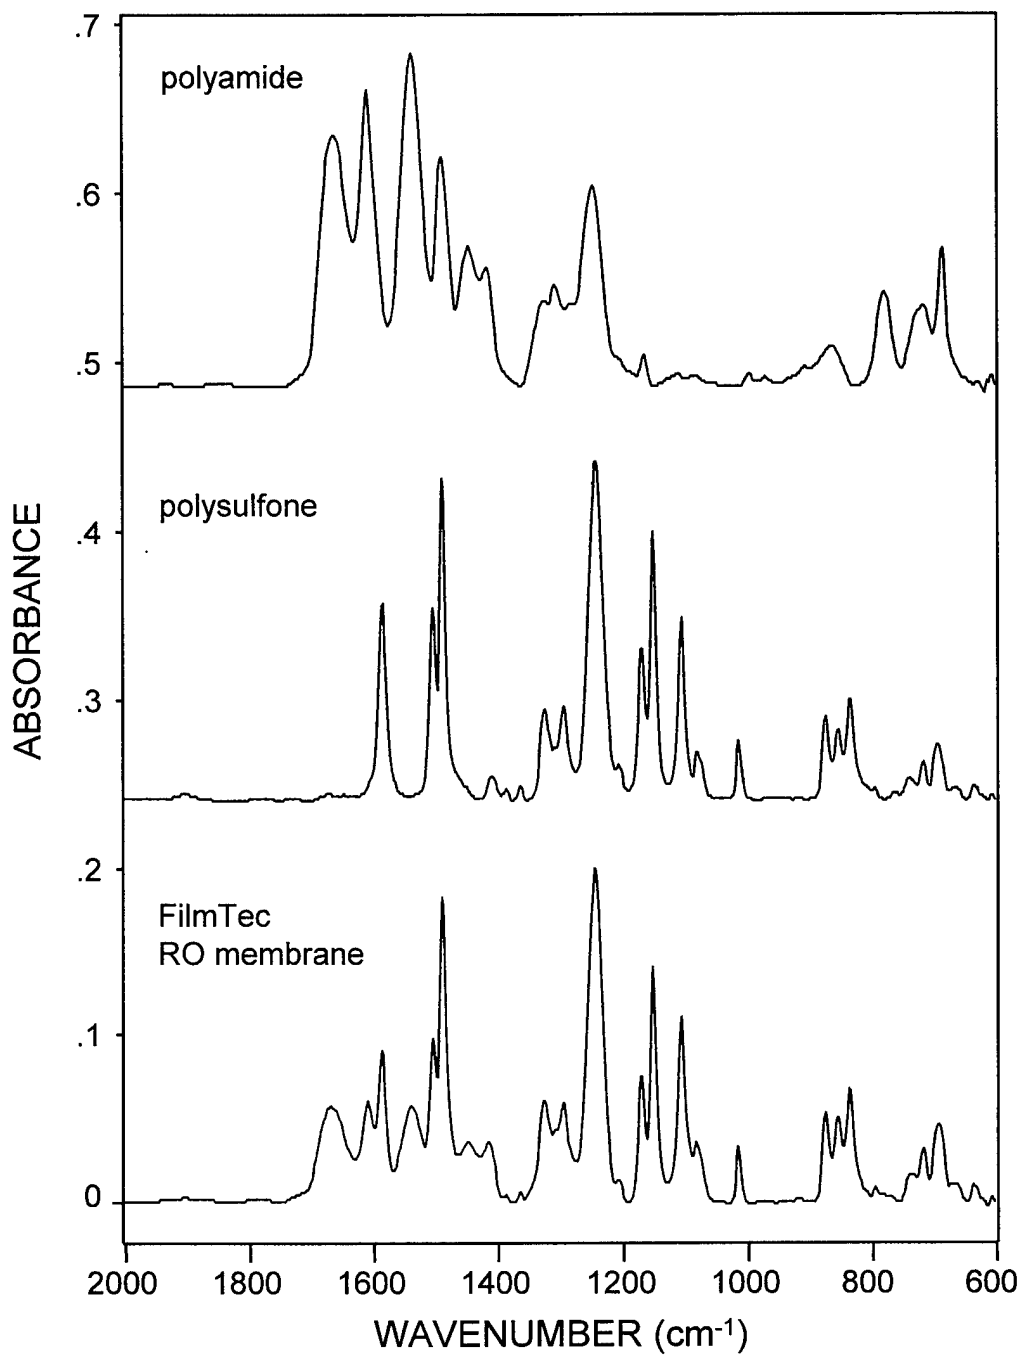 .7
polyamide
.6
.5
polysulfone
.4
.3
.2
FilmTec
RO membrane
.1
0
ABSORBANCE
2000 1800 1600 1400 1200 1000 800 600
WAVENUMBER (cm⁻¹)